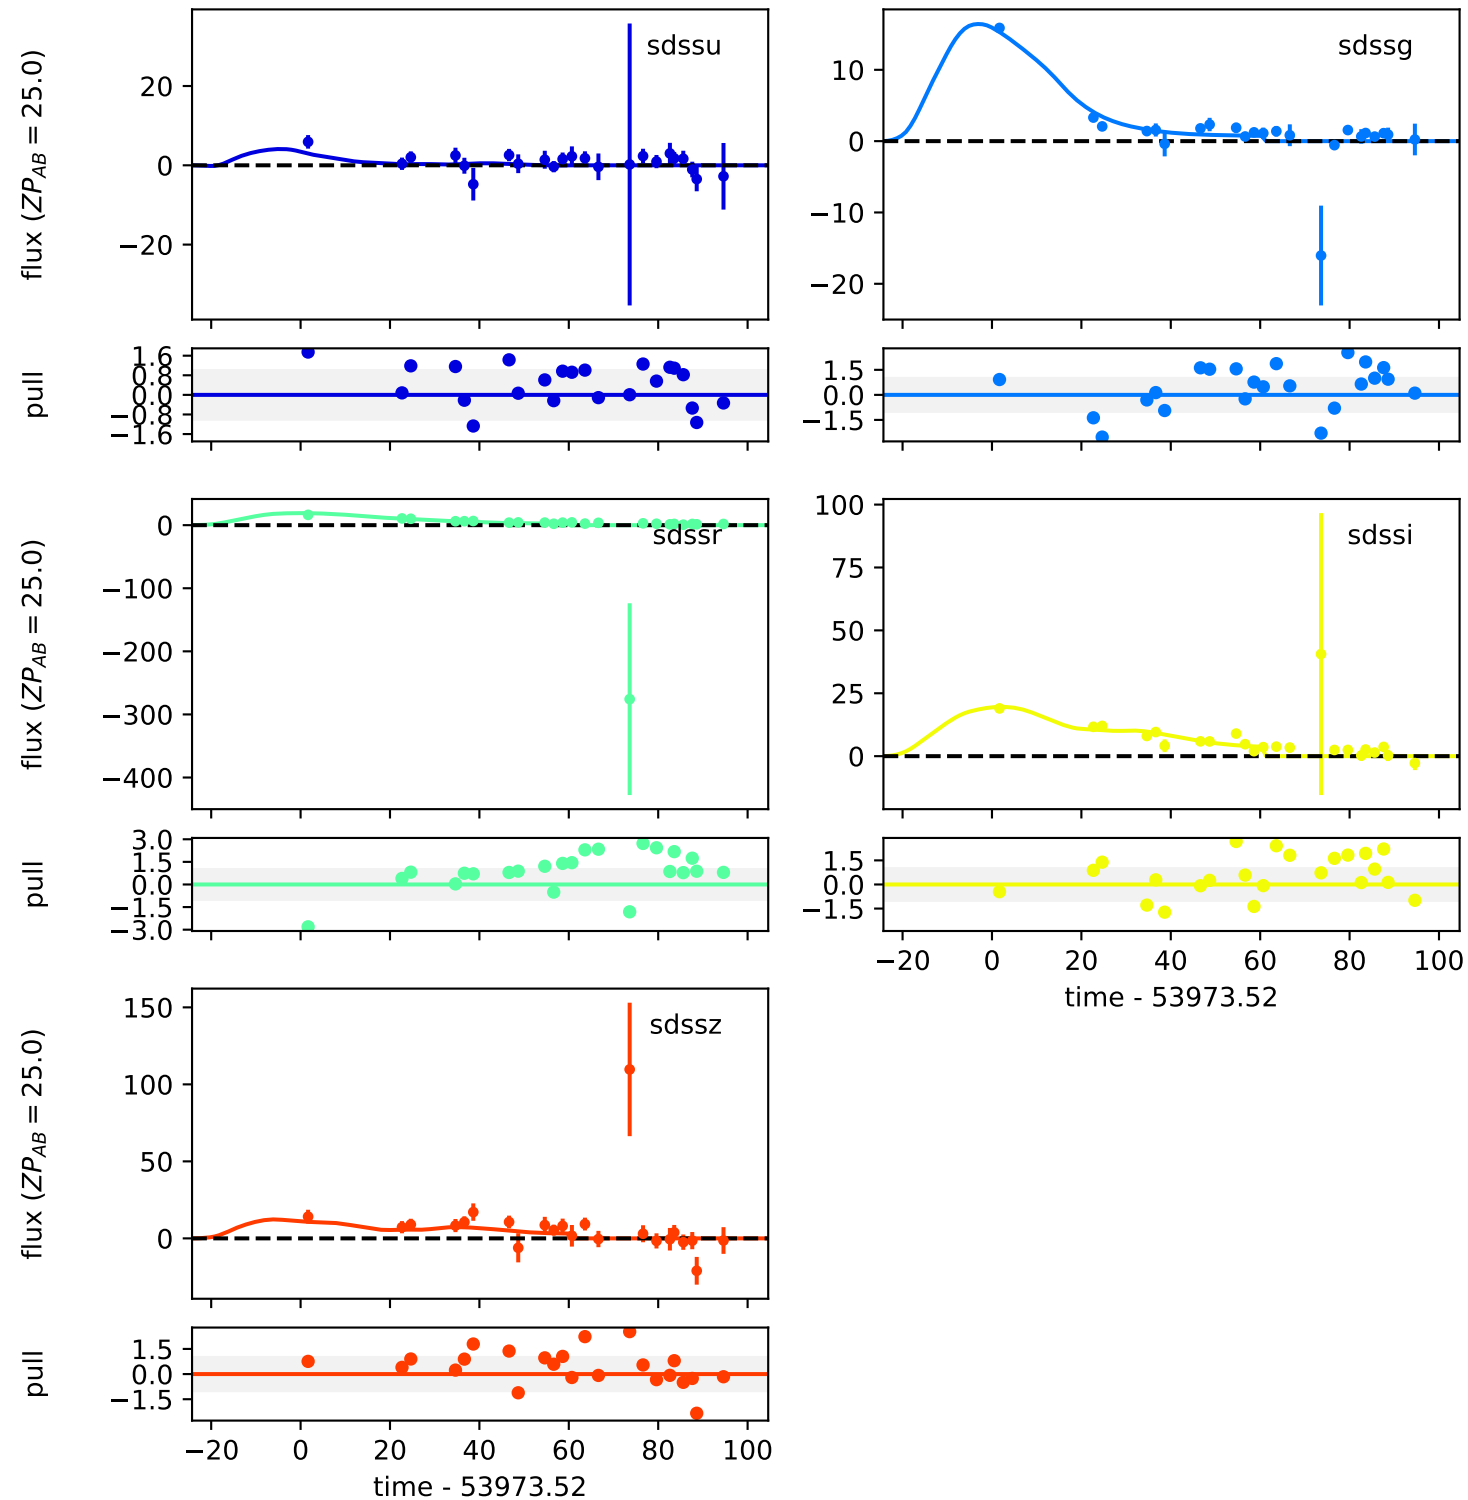 flux (ZP_AB = 25.0)
20
0
−20
sdssu
10
0
−10
−20
sdssg
pull
1.6
0.8
0.0
−0.8
−1.6
1.5
0.0
−1.5
flux (ZP_AB = 25.0)
0
−100
−200
−300
−400
sdssr
100
75
50
25
0
sdssi
pull
3.0
1.5
0.0
−1.5
−3.0
1.5
0.0
−1.5
−20 0 20 40 60 80 100
time - 53973.52
flux (ZP_AB = 25.0)
150
100
50
0
sdssz
pull
1.5
0.0
−1.5
−20 0 20 40 60 80 100
time - 53973.52